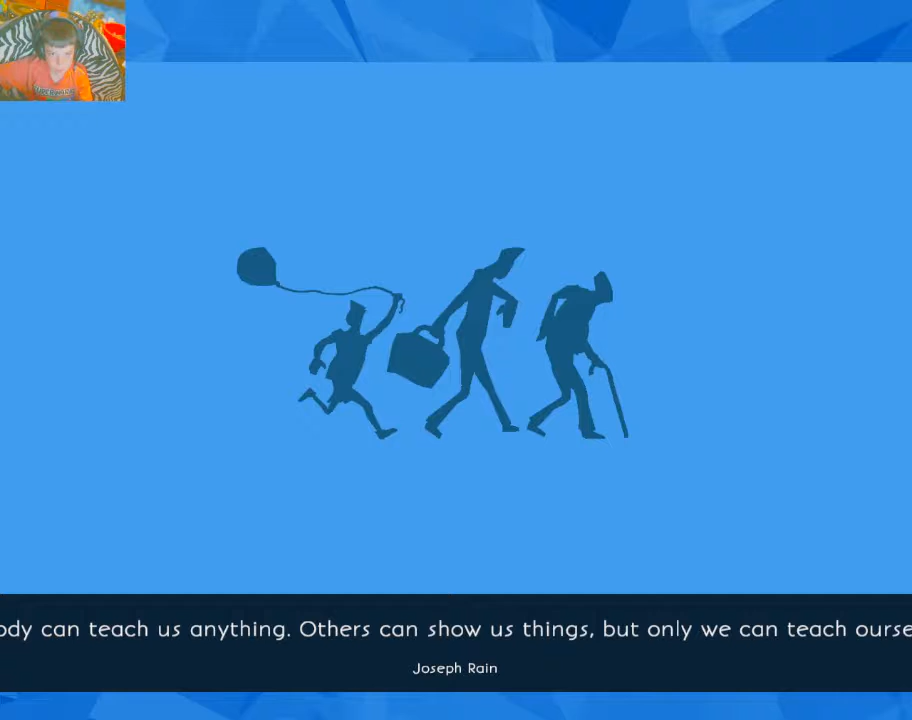 ody can teach us anything. Others can show us things, but only we can teach ourse
Joseph Rain